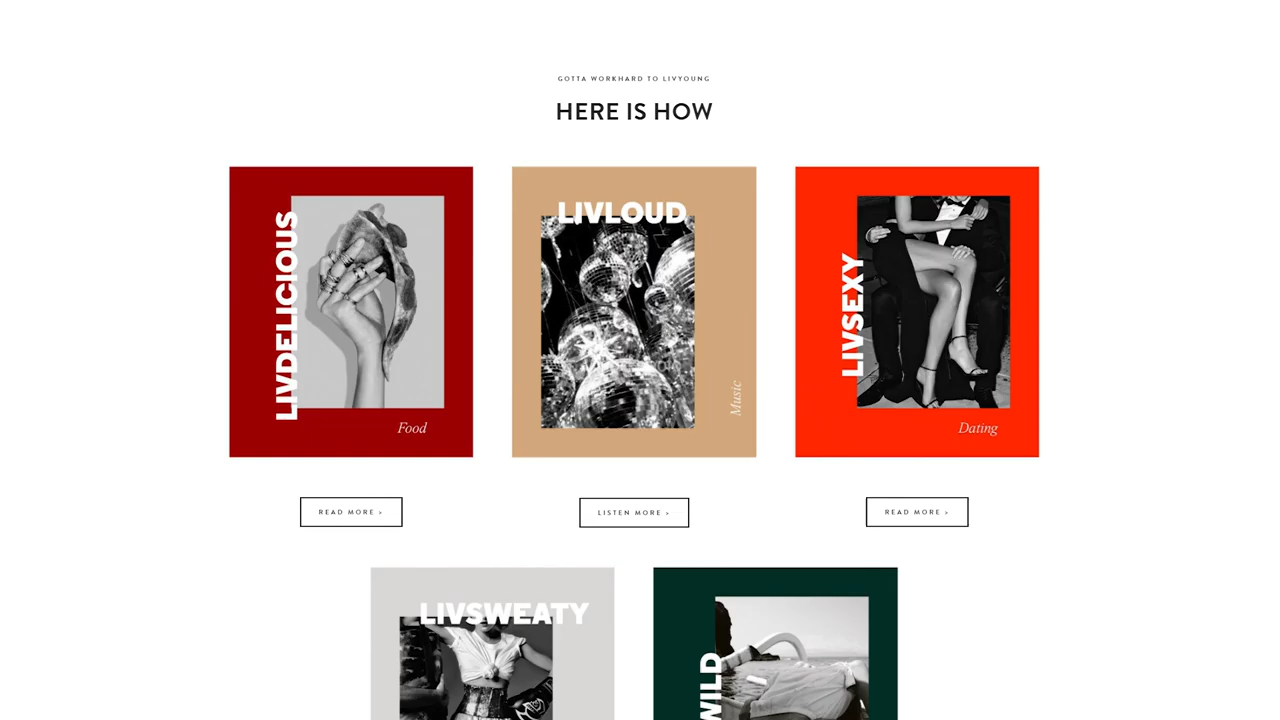 GOTTA WORKHARD TO LIVYOUNG
HERE IS HOW
LIVDELICIOUS
Food
LIVLOUD
Music
LIVSEXY
Dating
READ MORE >
LISTEN MORE >
READ MORE >
LIVSWEATY
WILD